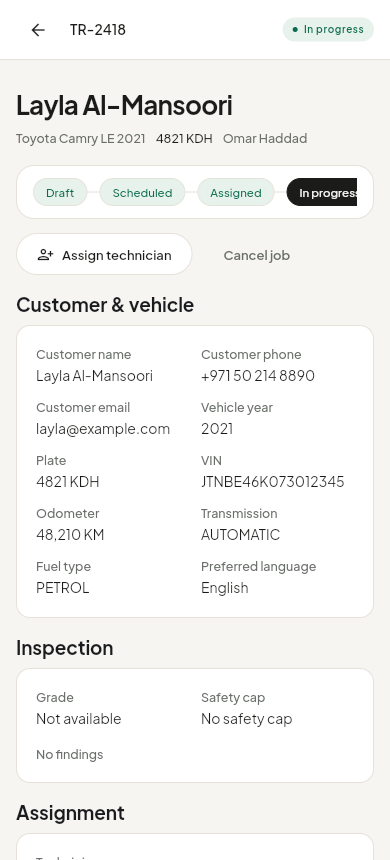 TR-2418
In progress
Layla Al-Mansoori
Toyota Camry LE 2021 4821 KDH Omar Haddad
Draft Scheduled Assigned In progress
Assign technician Cancel job
Customer & vehicle
Customer name Customer phone
Layla Al-Mansoori +971 50 214 8890
Customer email Vehicle year
layla@example.com 2021
Plate VIN
4821 KDH JTNBE46K073012345
Odometer Transmission
48,210 KM AUTOMATIC
Fuel type Preferred language
PETROL English
Inspection
Grade Safety cap
Not available No safety cap
No findings
Assignment